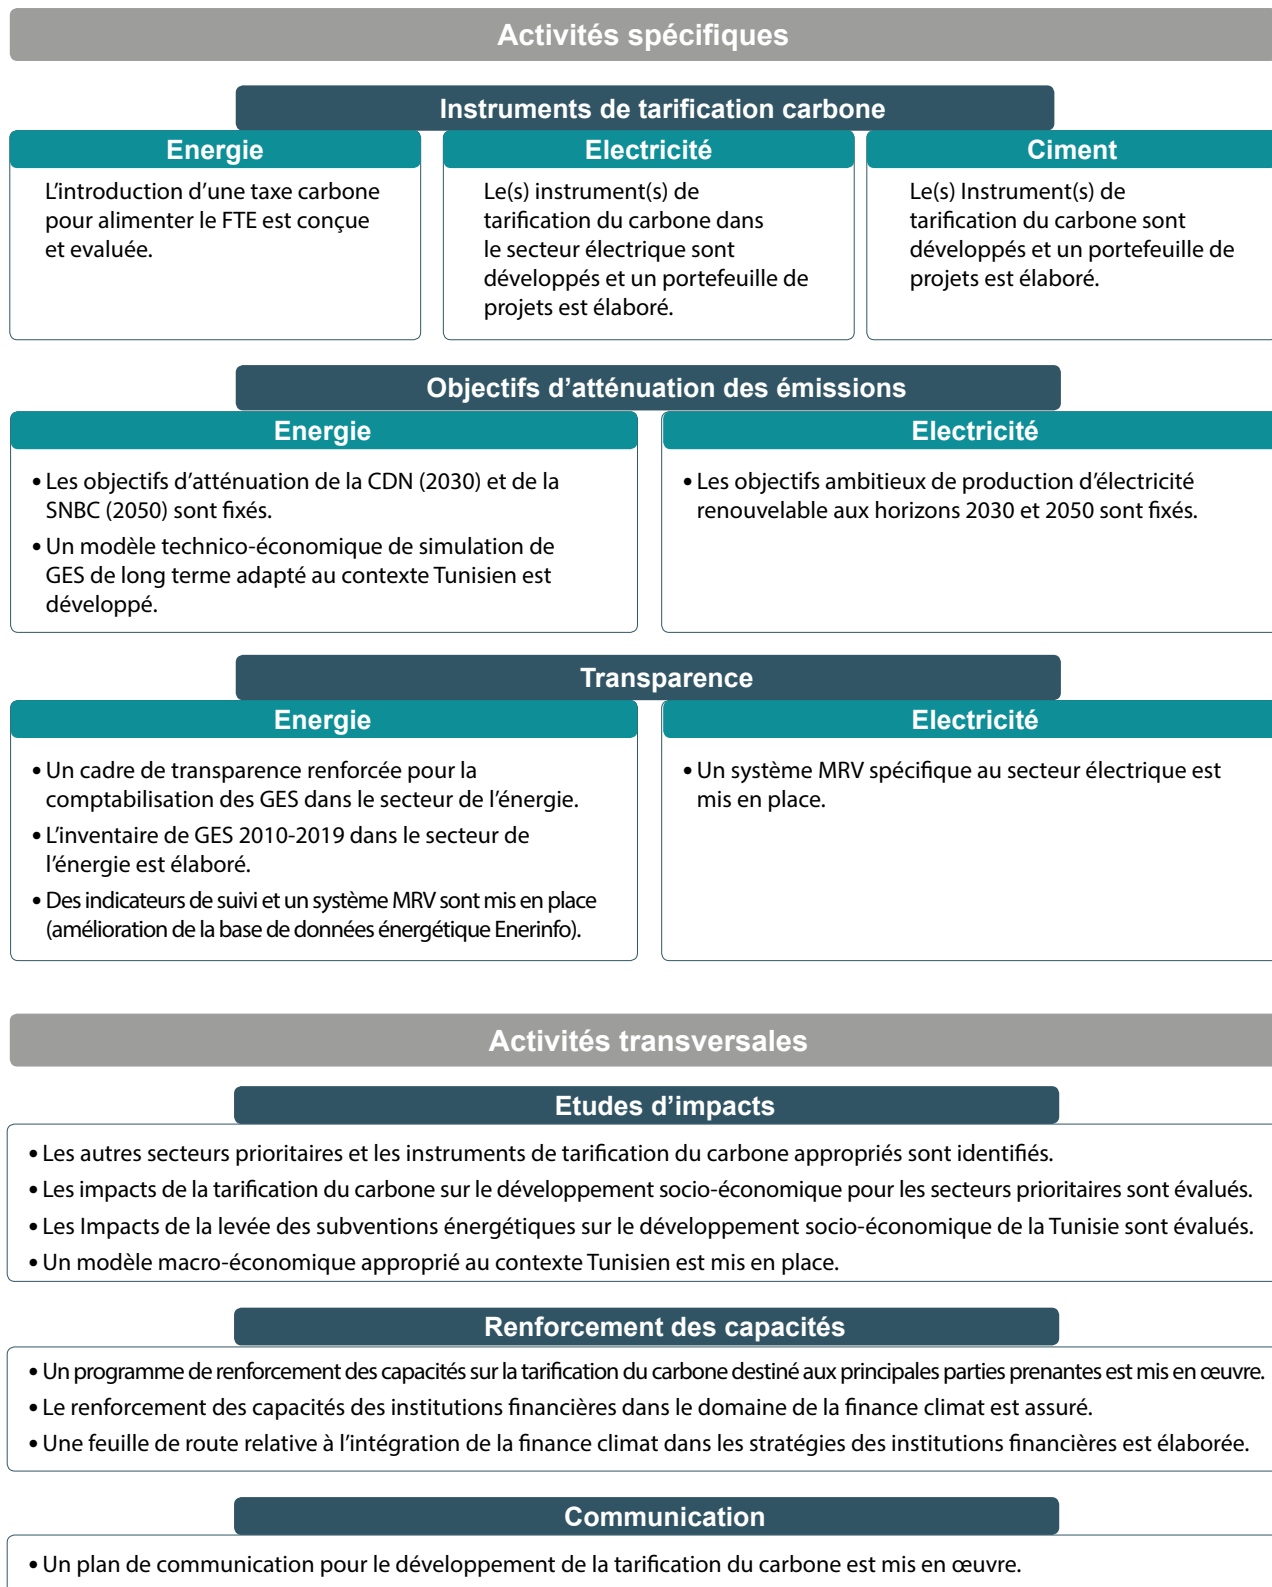 Activités spécifiques
Instruments de tarification carbone
Energie
L'introduction d'une taxe carbone
pour alimenter le FTE est conçue
et evaluée.
Electricité
Le(s) instrument(s) de
tarification du carbone dans
le secteur électrique sont
développés et un portefeuille de
projets est élaboré.
Ciment
Le(s) Instrument(s) de
tarification du carbone sont
développés et un portefeuille de
projets est élaboré.
Objectifs d'atténuation des émissions
Energie
• Les objectifs d'atténuation de la CDN (2030) et de la
SNBC (2050) sont fixés.
• Un modèle technico-économique de simulation de
GES de long terme adapté au contexte Tunisien est
développé.
Electricité
• Les objectifs ambitieux de production d'électricité
renouvelable aux horizons 2030 et 2050 sont fixés.
Transparence
Energie
• Un cadre de transparence renforcée pour la
comptabilisation des GES dans le secteur de l'énergie.
• L'inventaire de GES 2010-2019 dans le secteur de
l'énergie est élaboré.
• Des indicateurs de suivi et un système MRV sont mis en place
(amélioration de la base de données énergétique Enerinfo).
Electricité
• Un système MRV spécifique au secteur électrique est
mis en place.
Activités transversales
Etudes d'impacts
• Les autres secteurs prioritaires et les instruments de tarification du carbone appropriés sont identifiés.
• Les impacts de la tarification du carbone sur le développement socio-économique pour les secteurs prioritaires sont évalués.
• Les Impacts de la levée des subventions énergétiques sur le développement socio-économique de la Tunisie sont évalués.
• Un modèle macro-économique approprié au contexte Tunisien est mis en place.
Renforcement des capacités
• Un programme de renforcement des capacités sur la tarification du carbone destiné aux principales parties prenantes est mis en œuvre.
• Le renforcement des capacités des institutions financières dans le domaine de la finance climat est assuré.
• Une feuille de route relative à l'intégration de la finance climat dans les stratégies des institutions financières est élaborée.
Communication
• Un plan de communication pour le développement de la tarification du carbone est mis en œuvre.